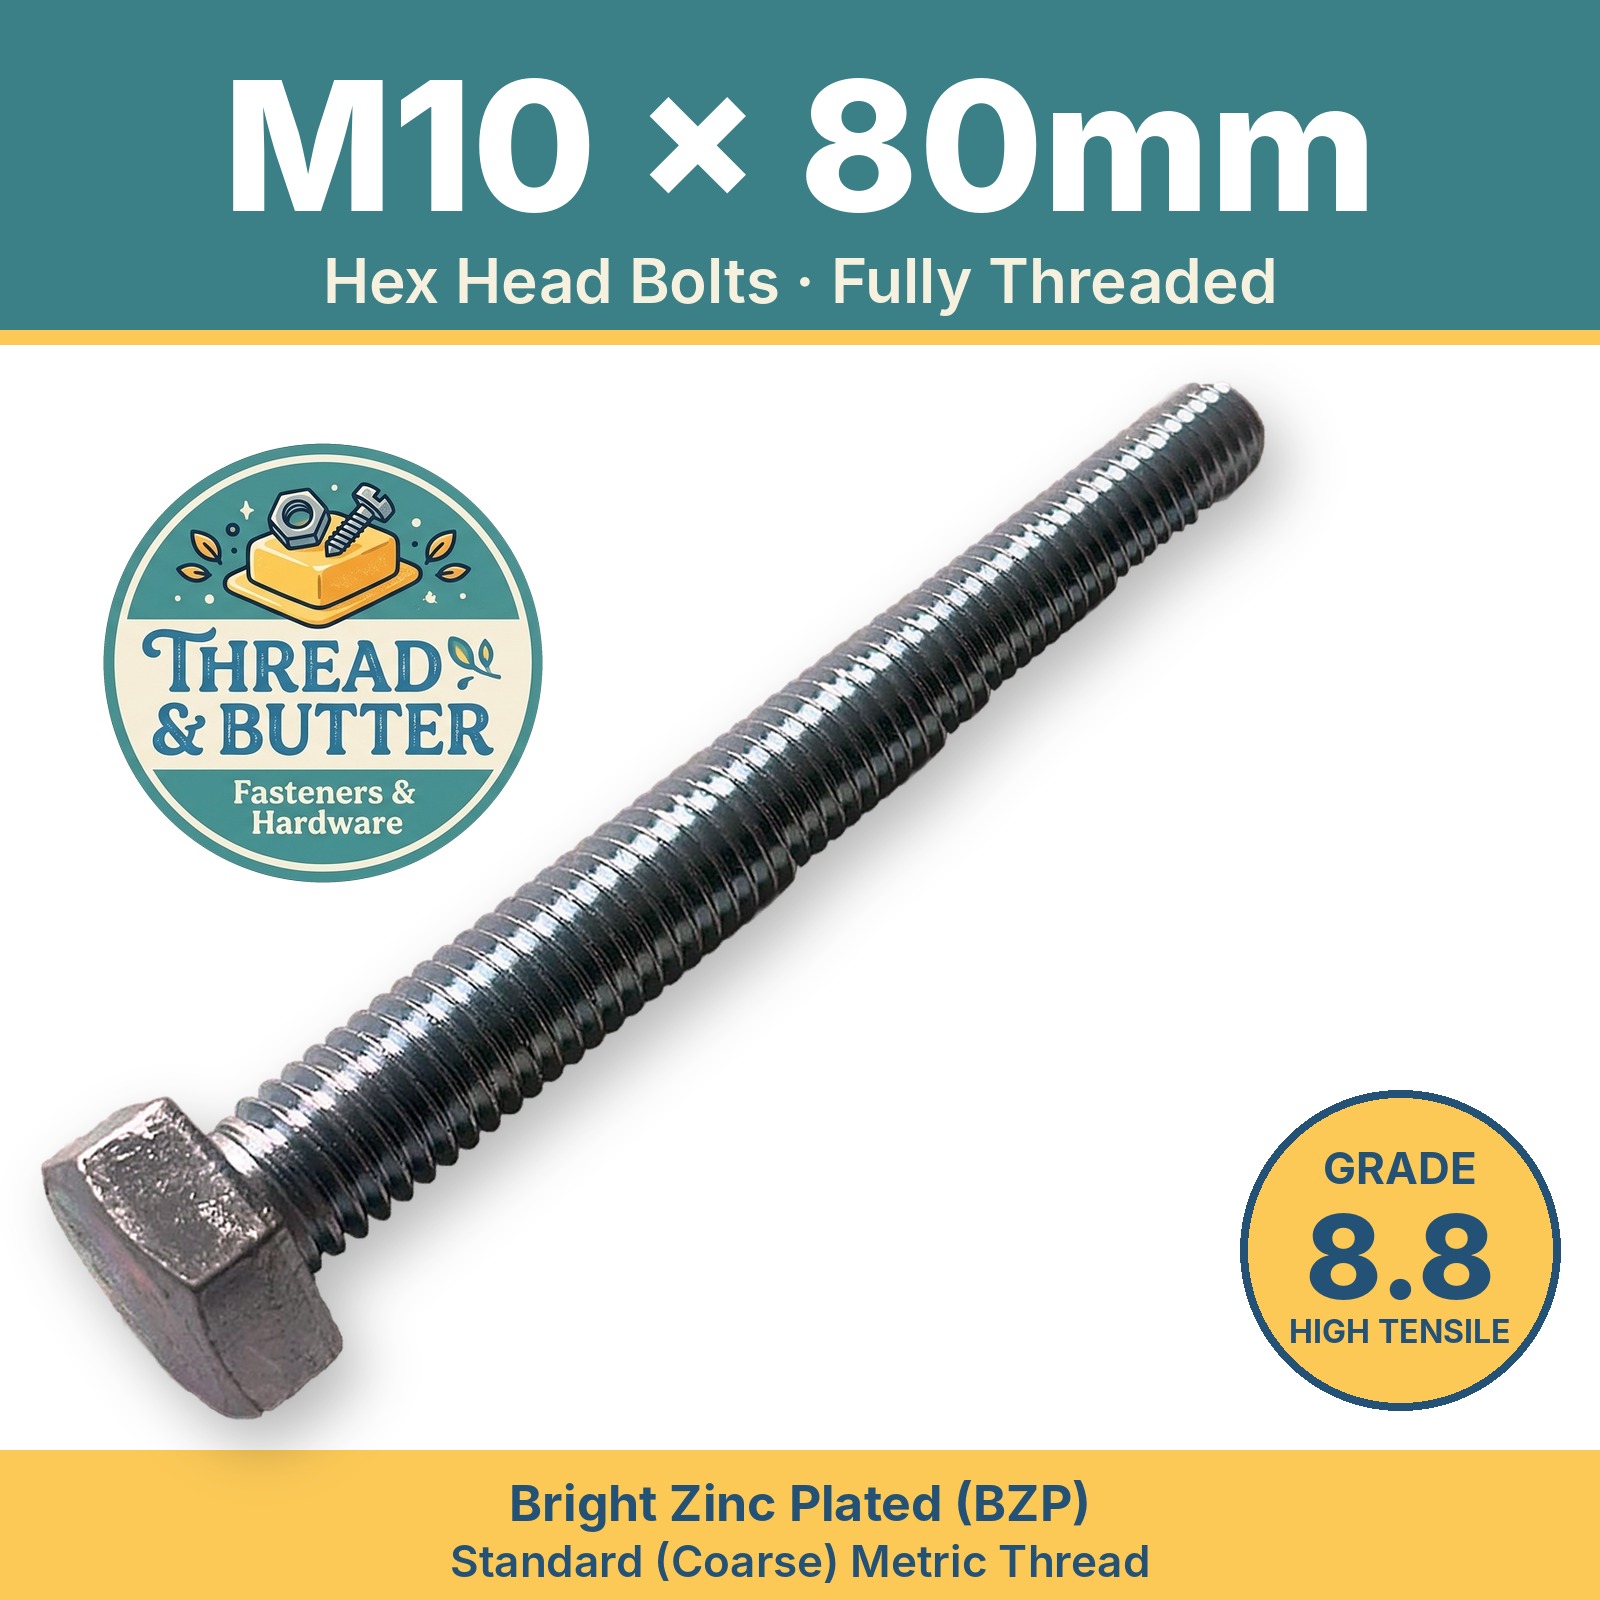 M10 × 80mm
Hex Head Bolts · Fully Threaded
THREAD
& BUTTER
Fasteners &
Hardware
GRADE
8.8
HIGH TENSILE
Bright Zinc Plated (BZP)
Standard (Coarse) Metric Thread